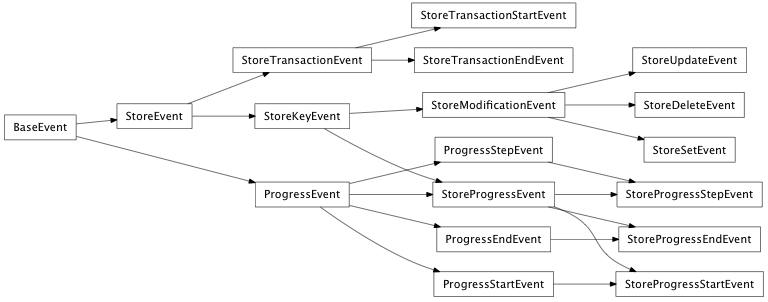 StoreTransactionStartEvent
StoreTransactionEvent
StoreTransactionEndEvent
StoreUpdateEvent
StoreModificationEvent
StoreDeleteEvent
StoreEvent
StoreKeyEvent
BaseEvent
StoreSetEvent
ProgressStepEvent
ProgressEvent
StoreProgressEvent
StoreProgressStepEvent
ProgressEndEvent
StoreProgressEndEvent
ProgressStartEvent
StoreProgressStartEvent